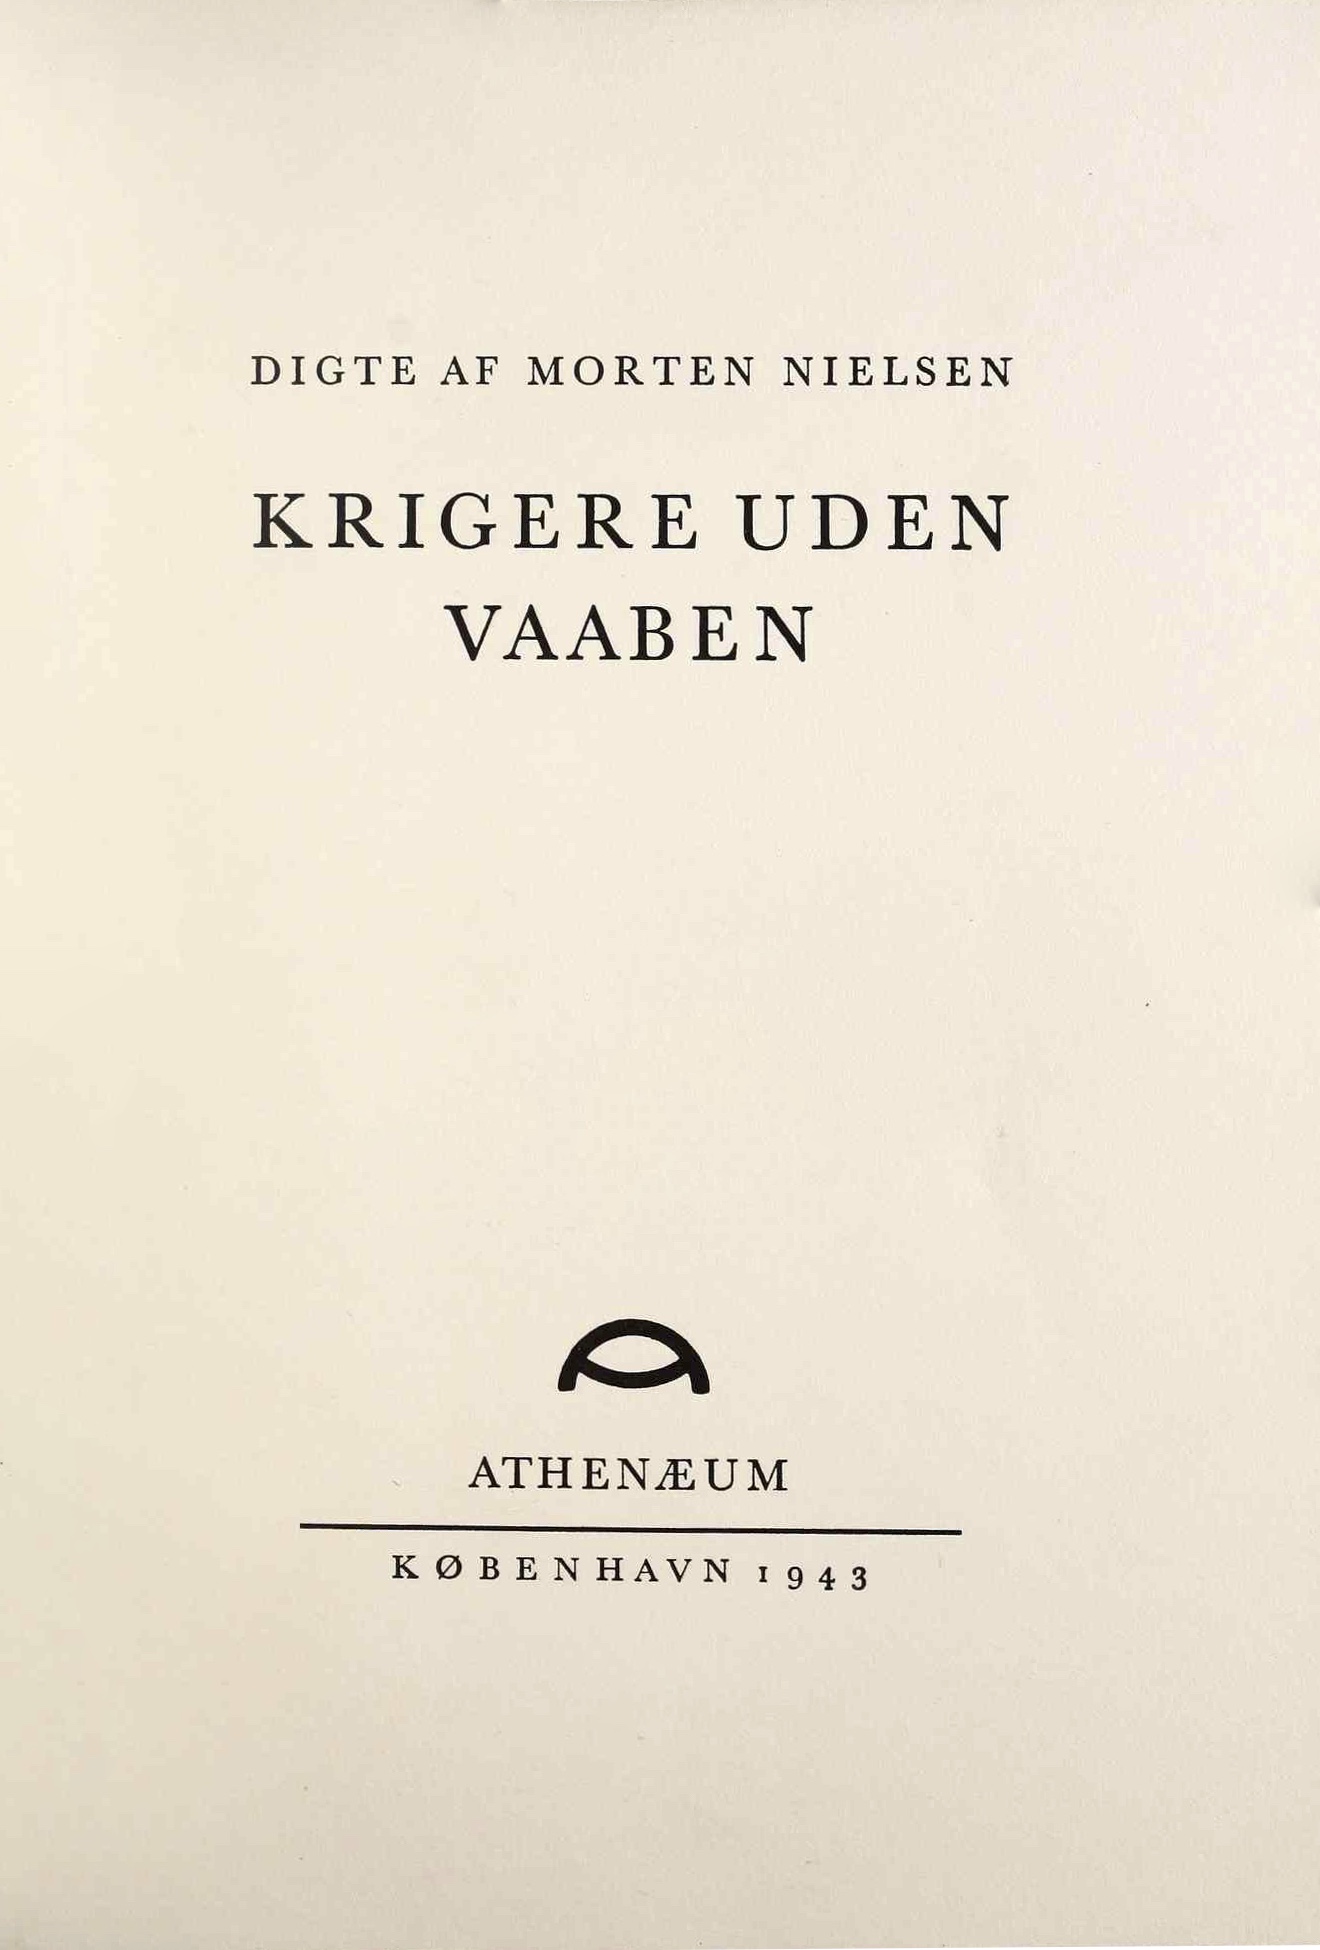 DIGTE AF MORTEN NIELSEN
KRIGERE UDEN
VAABEN
ATHENÆUM
KØBENHAVN 1943